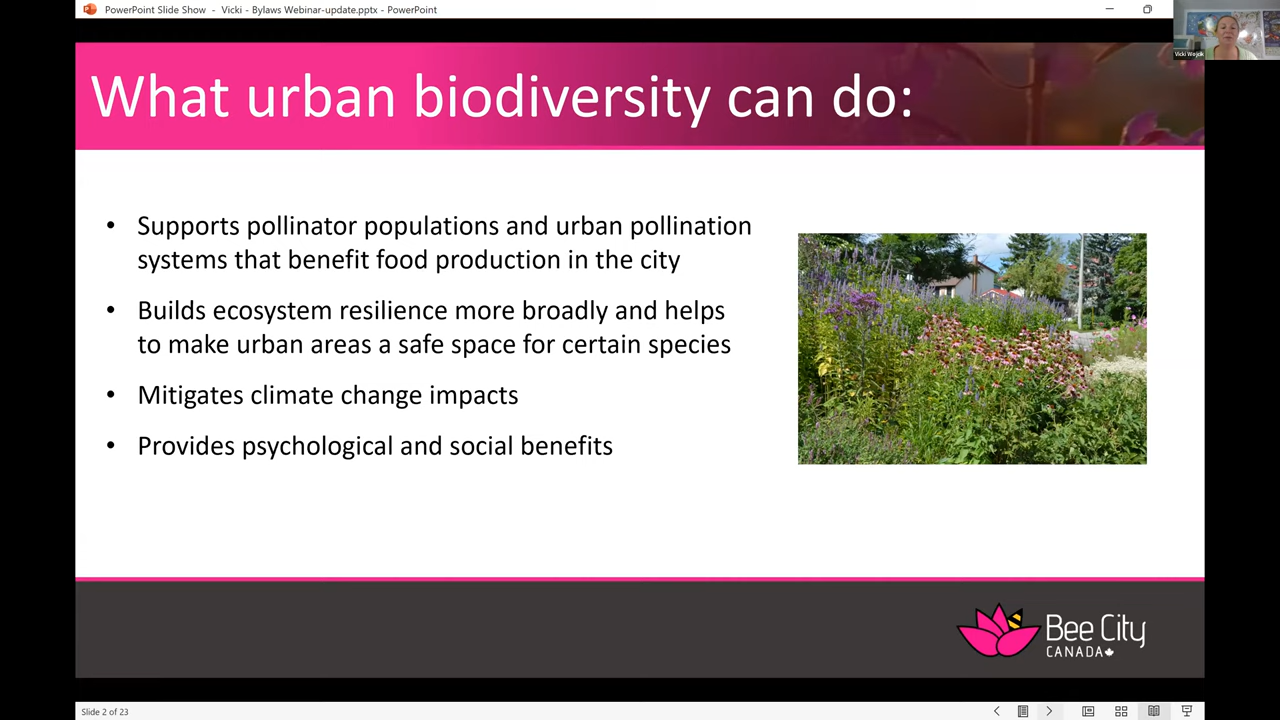 PowerPoint Slide Show - Vicki - Bylaws Webinar-update.pptx - PowerPoint
Vicki Wojcik
What urban biodiversity can do:
• Supports pollinator populations and urban pollination
systems that benefit food production in the city
• Builds ecosystem resilience more broadly and helps
to make urban areas a safe space for certain species
• Mitigates climate change impacts
• Provides psychological and social benefits
Bee City
CANADA
Slide 2 of 23